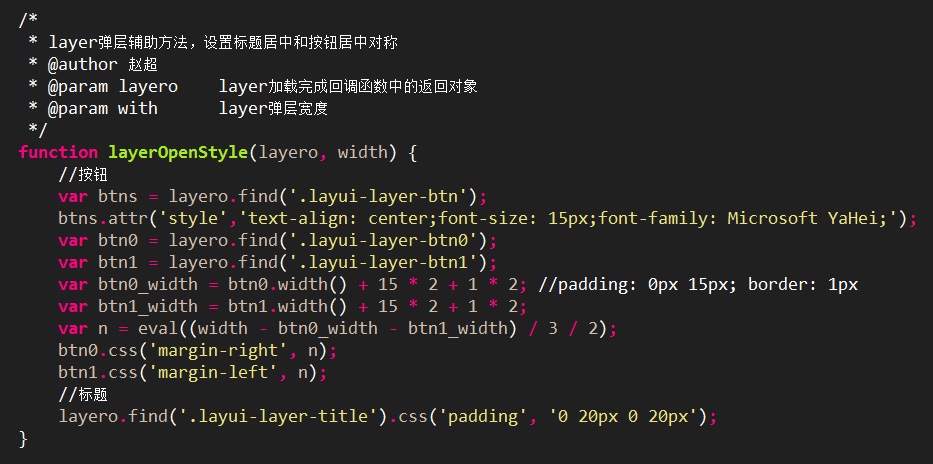 /*
 * layer弹层辅助方法，设置标题居中和按钮居中对称
 * @author 赵超
 * @param layero    layer加载完成回调函数中的返回对象
 * @param with      layer弹层宽度
 */
function layerOpenStyle(layero, width) {
    //按钮
    var btns = layero.find('.layui-layer-btn');
    btns.attr('style','text-align: center;font-size: 15px;font-family: Microsoft YaHei;');
    var btn0 = layero.find('.layui-layer-btn0');
    var btn1 = layero.find('.layui-layer-btn1');
    var btn0_width = btn0.width() + 15 * 2 + 1 * 2; //padding: 0px 15px; border: 1px
    var btn1_width = btn1.width() + 15 * 2 + 1 * 2;
    var n = eval((width - btn0_width - btn1_width) / 3 / 2);
    btn0.css('margin-right', n);
    btn1.css('margin-left', n);
    //标题
    layero.find('.layui-layer-title').css('padding', '0 20px 0 20px');
}